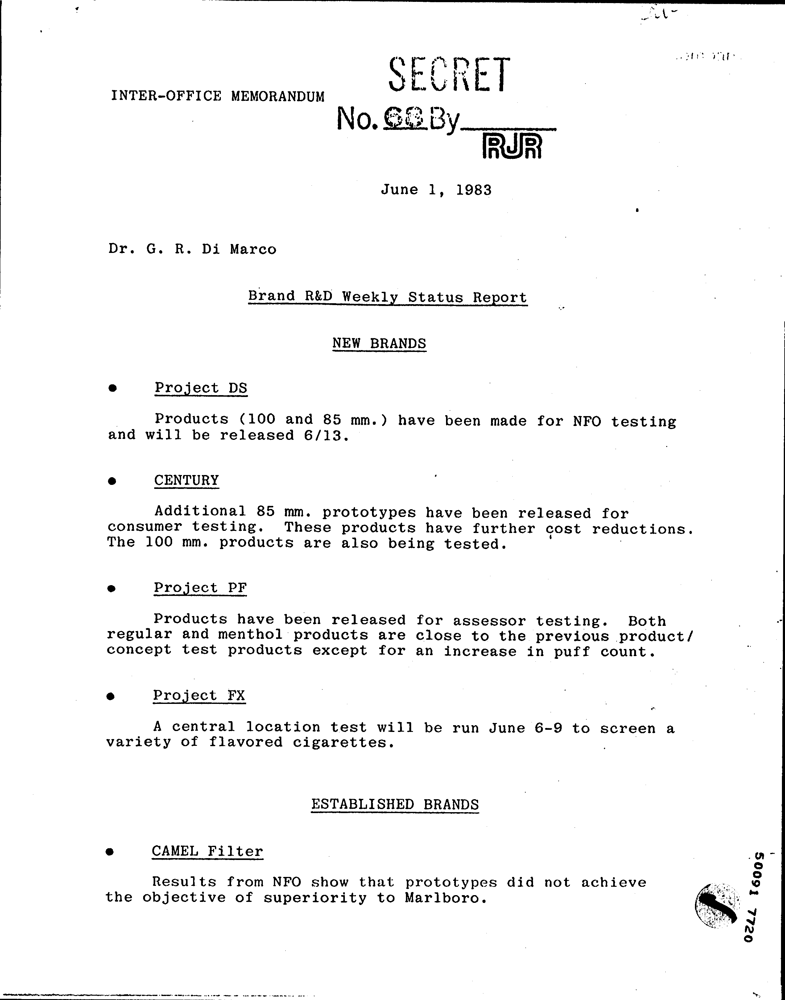 SECRET
INTER-OFFICE MEMORANDUM
No. 68 By
RJR
June 1, 1983
Dr. G. R. Di Marco
Brand R&D Weekly Status Report
NEW BRANDS
● Project DS
Products (100 and 85 mm.) have been made for NFO testing
and will be released 6/13.
● CENTURY
Additional 85 mm. prototypes have been released for
consumer testing. These products have further cost reductions.
The 100 mm. products are also being tested.
● Project PF
Products have been released for assessor testing. Both
regular and menthol products are close to the previous product/
concept test products except for an increase in puff count.
● Project FX
A central location test will be run June 6-9 to screen a
variety of flavored cigarettes.
ESTABLISHED BRANDS
● CAMEL Filter
Results from NFO show that prototypes did not achieve
the objective of superiority to Marlboro.
50091 7720